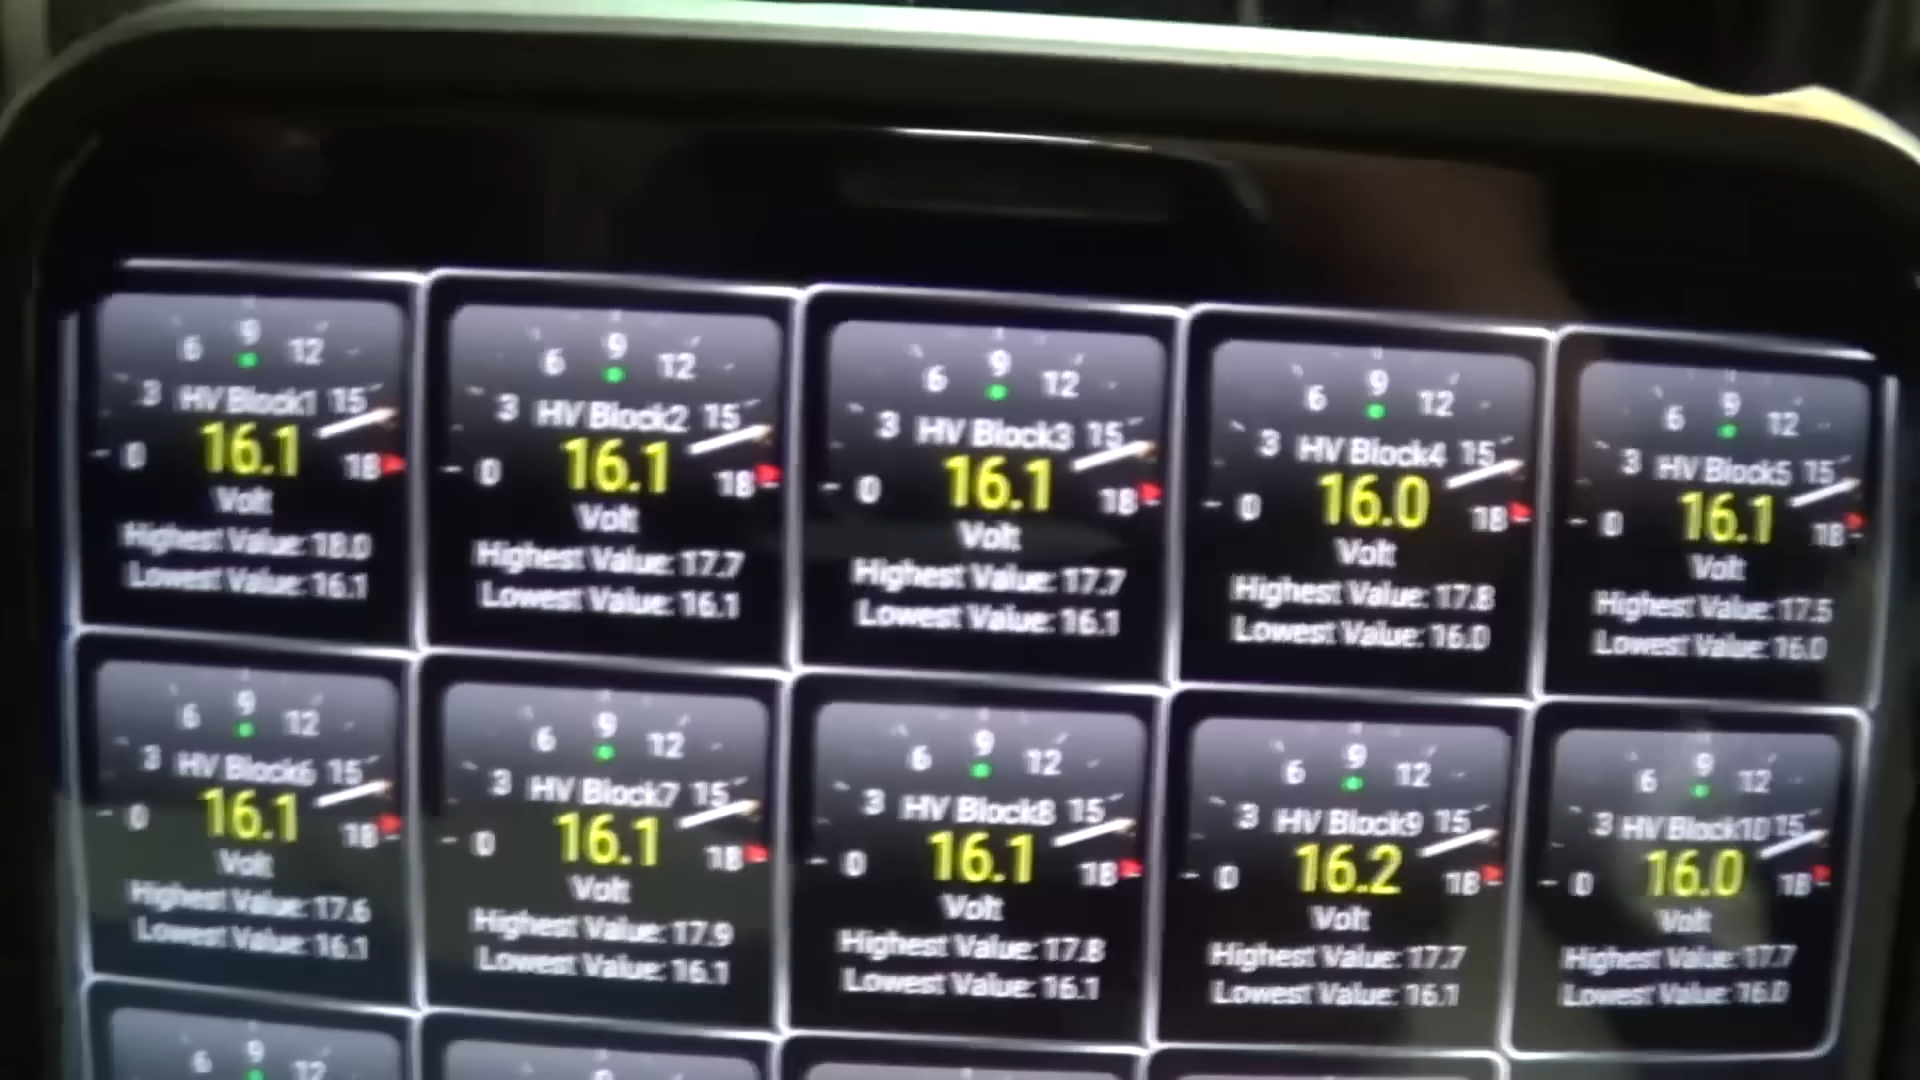 6 9 12
3 HV Block1 15
0 16.1 18
Volt
Highest Value: 18.0
Lowest Value: 16.1
6 9 12
3 HV Block2 15
0 16.1 18
Volt
Highest Value: 17.7
Lowest Value: 16.1
6 9 12
3 HV Block3 15
0 16.1 18
Volt
Highest Value: 17.7
Lowest Value: 16.1
6 9 12
3 HV Block4 15
0 16.0 18
Volt
Highest Value: 17.8
Lowest Value: 16.0
6 9 12
3 HV Block5 15
0 16.1 18
Volt
Highest Value: 17.5
Lowest Value: 16.0
6 9 12
3 HV Block6 15
0 16.1 18
Volt
Highest Value: 17.6
Lowest Value: 16.1
6 9 12
3 HV Block7 15
0 16.1 18
Volt
Highest Value: 17.9
Lowest Value: 16.1
6 9 12
3 HV Block8 15
0 16.1 18
Volt
Highest Value: 17.8
Lowest Value: 16.1
6 9 12
3 HV Block9 15
0 16.2 18
Volt
Highest Value: 17.7
Lowest Value: 16.1
6 9 12
3 HV Block10 15
0 16.0 18
Volt
Highest Value: 17.7
Lowest Value: 16.0
6 9 12